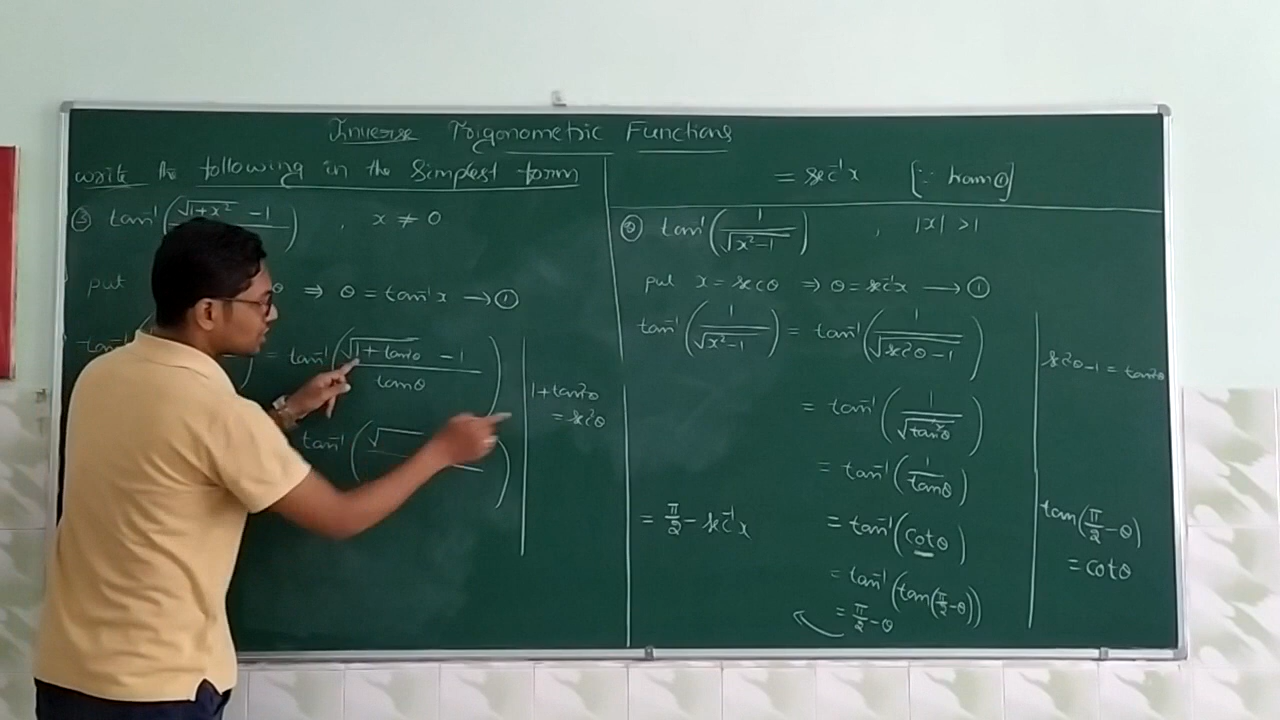 Inverse Trigonometric Functions
write the following in the simplest form
③ tan⁻¹(√(1+x²) −1 , x ≠ 0
put θ ⇒ θ = tan⁻¹x ⟶ ①
= tan⁻¹((√(1+tan²θ) − 1)/tanθ)
tan⁻¹(√
1+tan²θ
= sec²θ
= sec⁻¹x [∵ from ①]
② tan⁻¹(1/√(x²−1)) , |x| > 1
put x = secθ ⇒ θ = sec⁻¹x ⟶ ①
tan⁻¹(1/√(x²−1)) = tan⁻¹(1/√(sec²θ−1))
sec²θ−1 = tan²θ
= tan⁻¹(1/√(tan²θ))
= tan⁻¹(1/tanθ)
= tan⁻¹(cotθ)
tan(π/2 − θ)
= cotθ
= tan⁻¹(tan(π/2−θ))
= π/2 − θ
= π/2 − sec⁻¹x